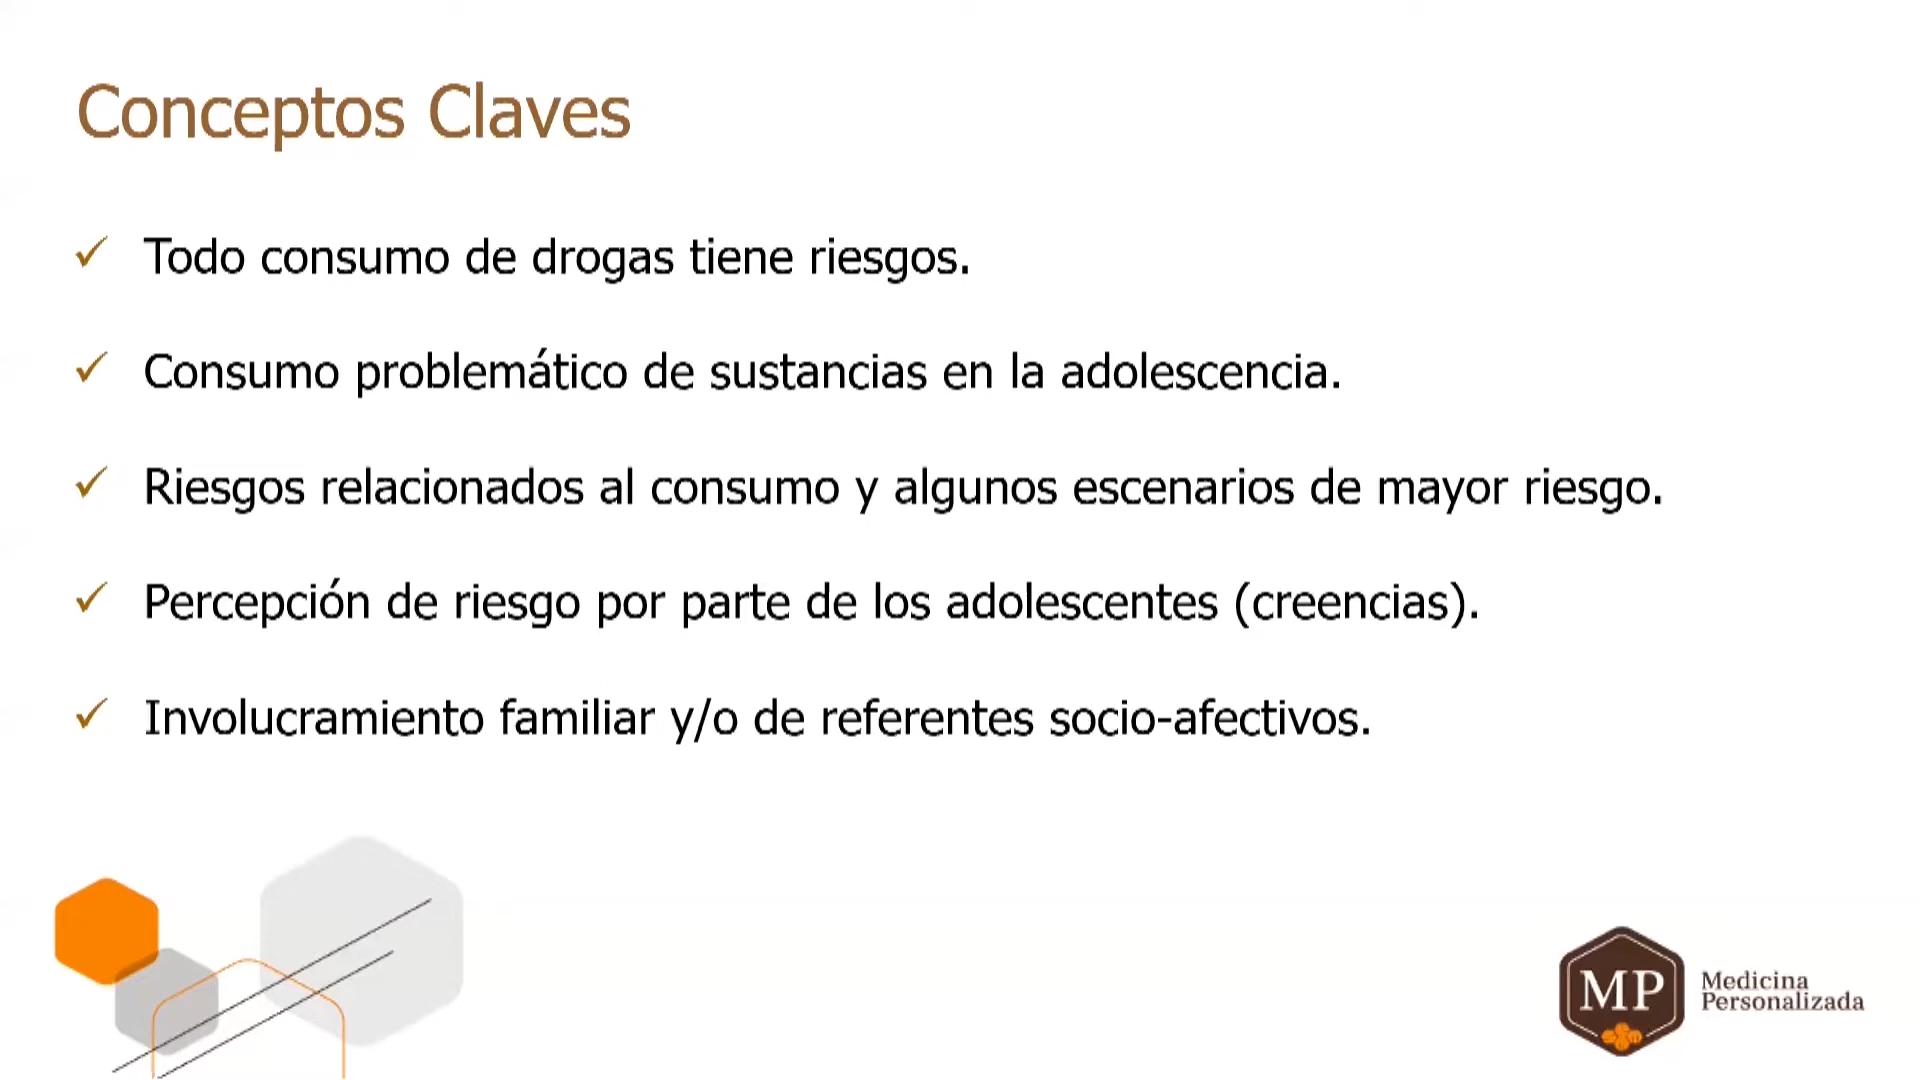 Conceptos Claves
✓ Todo consumo de drogas tiene riesgos.
✓ Consumo problemático de sustancias en la adolescencia.
✓ Riesgos relacionados al consumo y algunos escenarios de mayor riesgo.
✓ Percepción de riesgo por parte de los adolescentes (creencias).
✓ Involucramiento familiar y/o de referentes socio-afectivos.
MP
Medicina
Personalizada